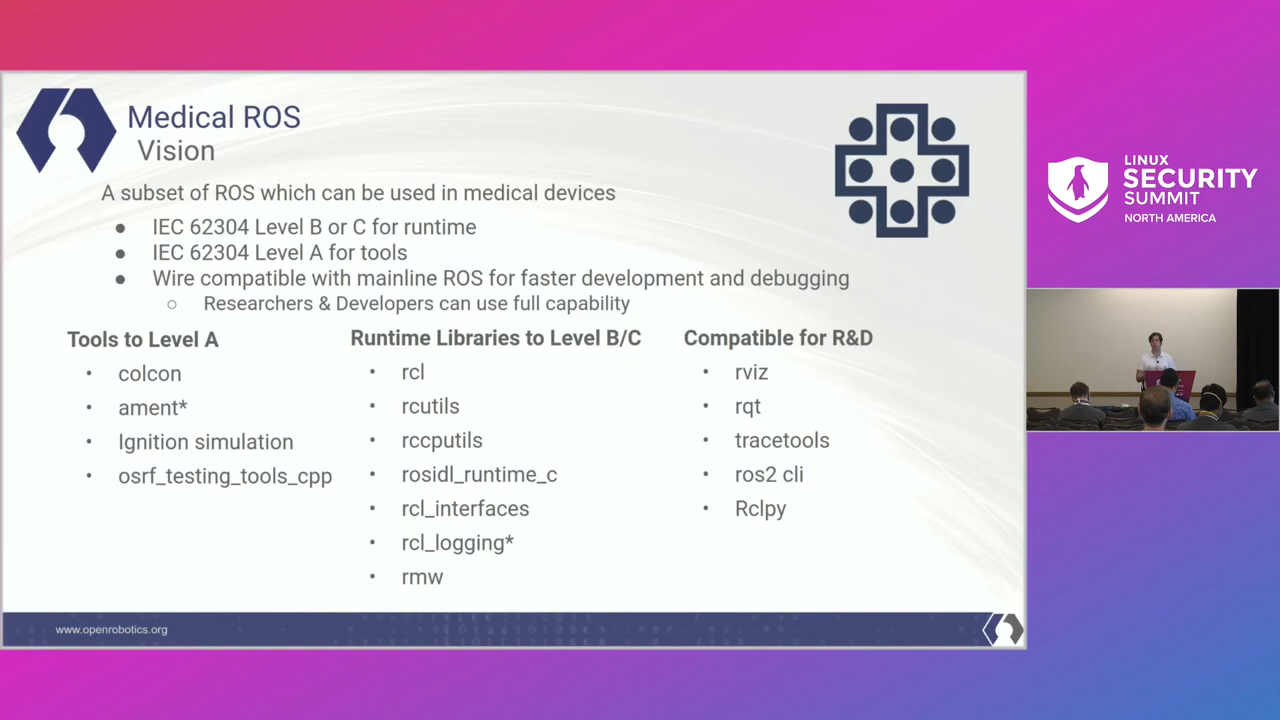 Medical ROS
Vision
A subset of ROS which can be used in medical devices
● IEC 62304 Level B or C for runtime
● IEC 62304 Level A for tools
● Wire compatible with mainline ROS for faster development and debugging
○ Researchers & Developers can use full capability
Tools to Level A
• colcon
• ament*
• Ignition simulation
• osrf_testing_tools_cpp
Runtime Libraries to Level B/C
• rcl
• rcutils
• rccputils
• rosidl_runtime_c
• rcl_interfaces
• rcl_logging*
• rmw
Compatible for R&D
• rviz
• rqt
• tracetools
• ros2 cli
• Rclpy
www.openrobotics.org
LINUX
SECURITY
SUMMIT
NORTH AMERICA